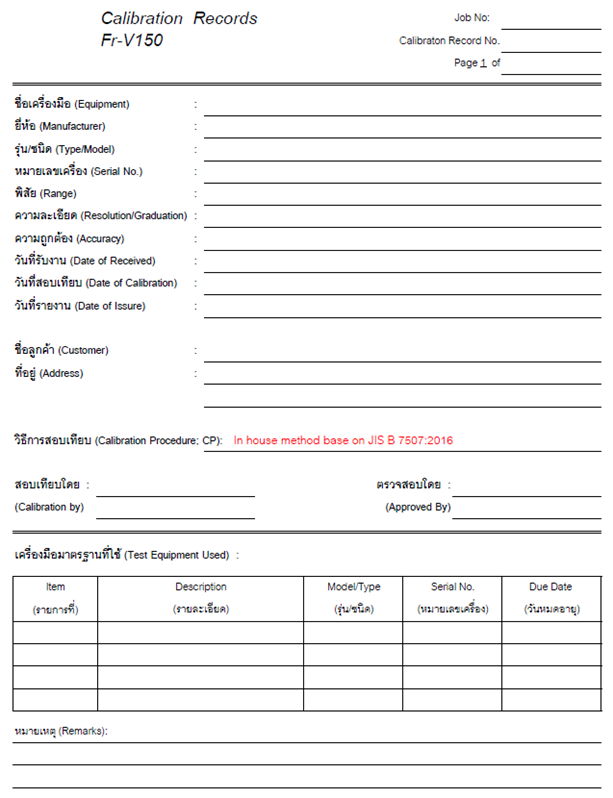 Calibration Records
Fr-V150
Job No:
Calibraton Record No.
Page 1 of
ชื่อเครื่องมือ (Equipment) :
ยี่ห้อ (Manufacturer) :
รุ่น/ชนิด (Type/Model) :
หมายเลขเครื่อง (Serial No.) :
พิสัย (Range) :
ความละเอียด (Resolution/Graduation) :
ความถูกต้อง (Accuracy) :
วันที่รับงาน (Date of Received) :
วันที่สอบเทียบ (Date of Calibration) :
วันที่รายงาน (Date of Issure) :
ชื่อลูกค้า (Customer) :
ที่อยู่ (Address) :
วิธีการสอบเทียบ (Calibration Procedure; CP): In house method base on JIS B 7507:2016
สอบเทียบโดย : ตรวจสอบโดย :
(Calibration by) (Approved By)
เครื่องมือมาตรฐานที่ใช้ (Test Equipment Used) :
Item Description Model/Type Serial No. Due Date
(รายการที่) (รายละเอียด) (รุ่น/ชนิด) (หมายเลขเครื่อง) (วันหมดอายุ)
หมายเหตุ (Remarks):